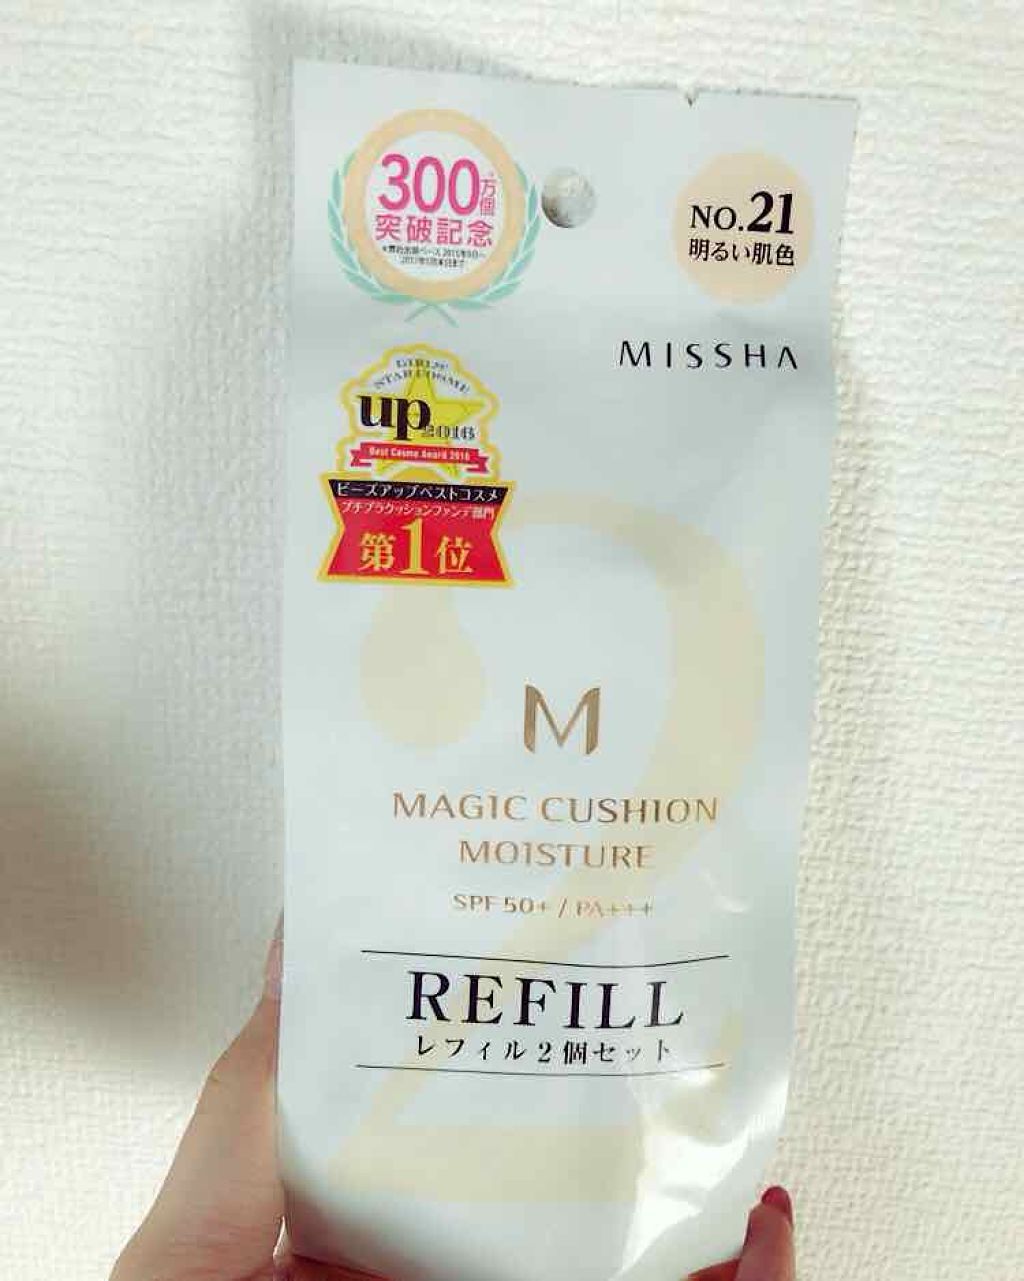 300万個
突破記念
NO.21
明るい肌色
MISSHA
STAR COSME
up 2016
Best Cosme Award 2016
ビーズアップベストコスメ
プチプラクッションファンデ部門
第1位
M
MAGIC CUSHION
MOISTURE
SPF 50+ / PA+++
REFILL
レフィル2個セット